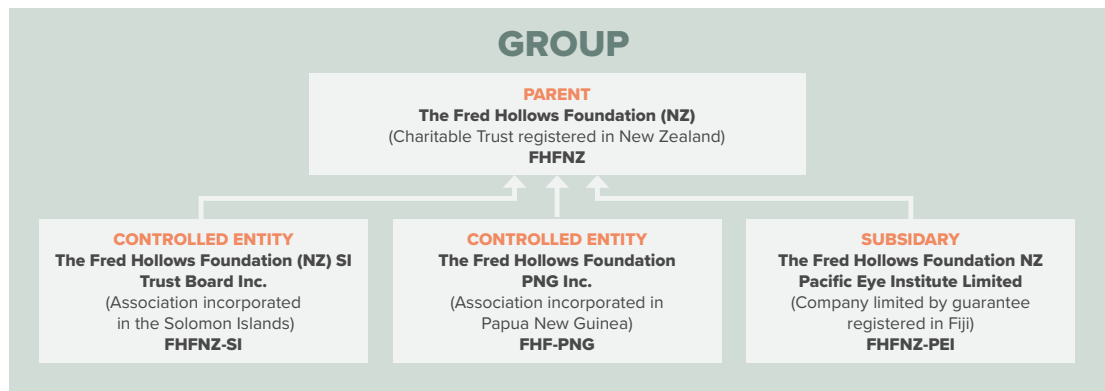 GROUP
PARENT
The Fred Hollows Foundation (NZ)
(Charitable Trust registered in New Zealand)
FHFNZ
CONTROLLED ENTITY
The Fred Hollows Foundation (NZ) SI
Trust Board Inc.
(Association incorporated
in the Solomon Islands)
FHFNZ-SI
CONTROLLED ENTITY
The Fred Hollows Foundation
PNG Inc.
(Association incorporated in
Papua New Guinea)
FHF-PNG
SUBSIDARY
The Fred Hollows Foundation NZ
Pacific Eye Institute Limited
(Company limited by guarantee
registered in Fiji)
FHFNZ-PEI